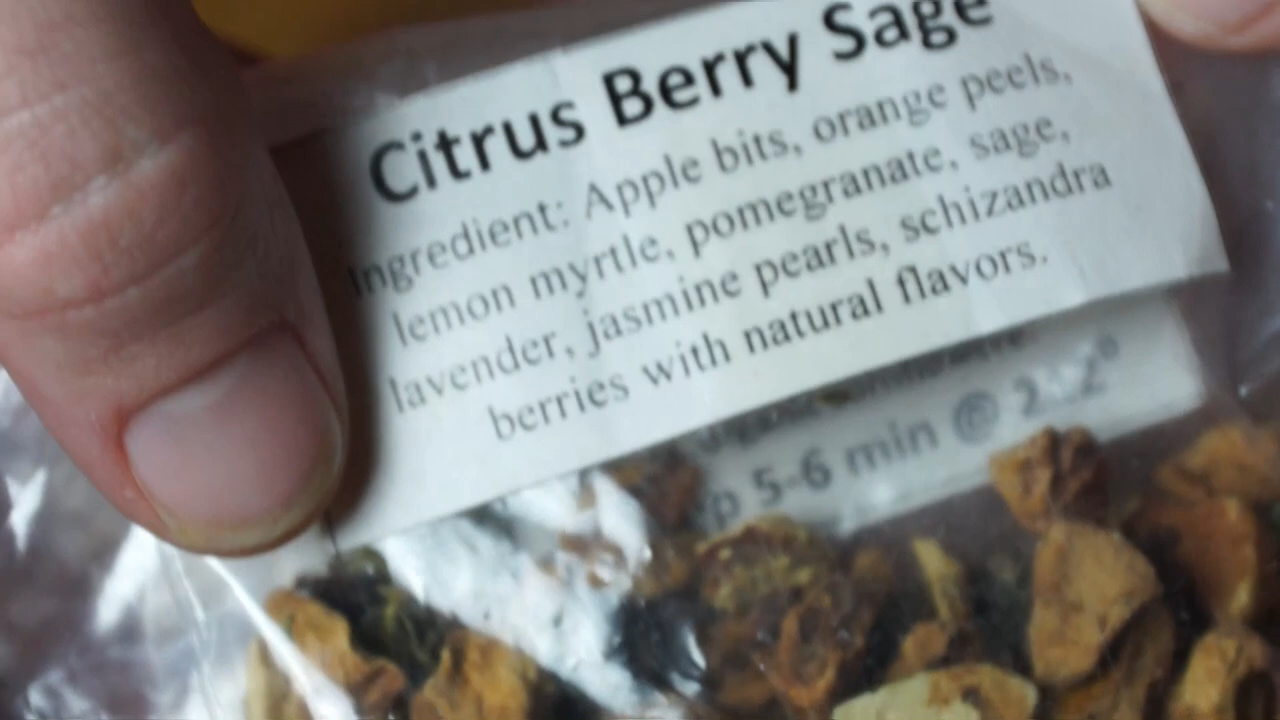 Citrus Berry Sage
Ingredient: Apple bits, orange peels,
lemon myrtle, pomegranate, sage,
lavender, jasmine pearls, schizandra
berries with natural flavors.
5-6 min @ 212°